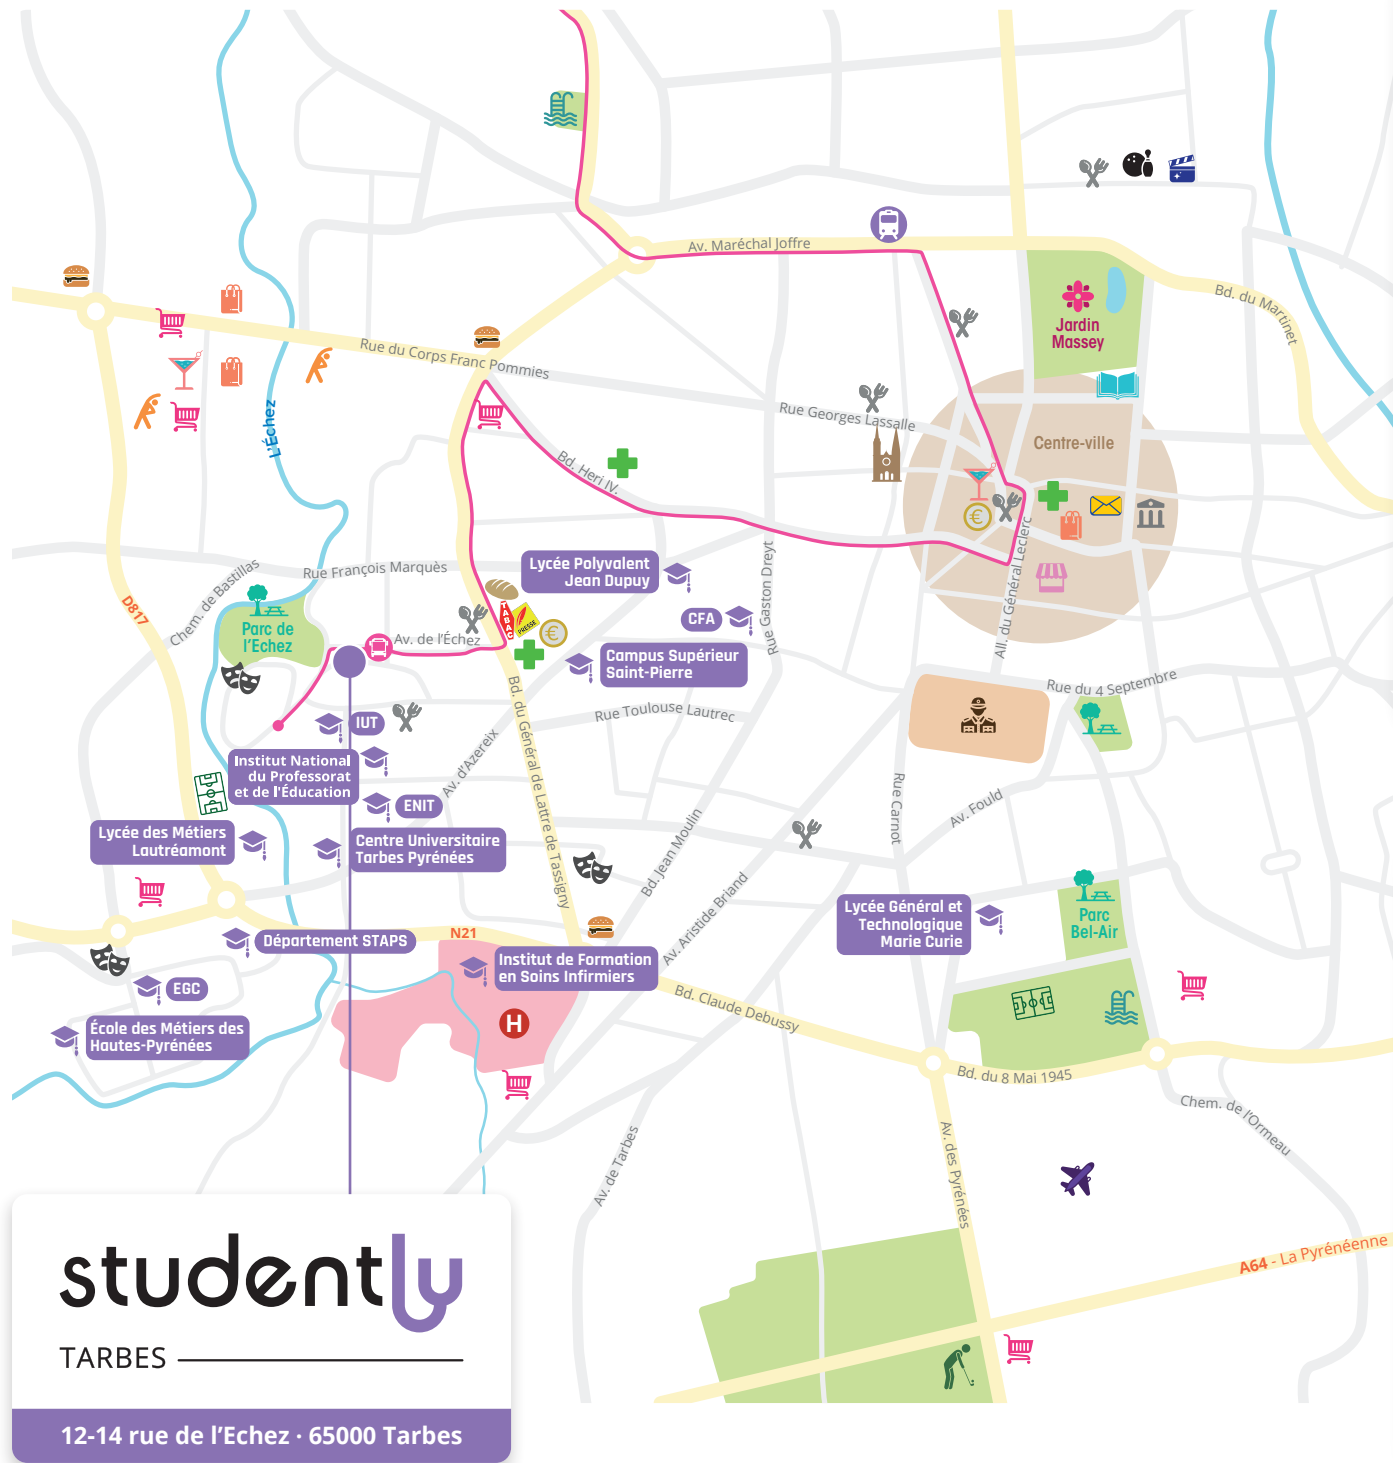 Av. Maréchal Joffre
Bd. du Martinet
Jardin
Massey
Rue du Corps Franc Pommies
L'Échez
Rue Georges Lassalle
Centre-ville
Bd. Heri IV.
€
All. du Général Leclerc
Rue Gaston Dreyt
Chem. de Bastillas
Rue François Marquès
D817
Parc de
l'Echez
Lycée Polyvalent
Jean Dupuy
TABAC
PRESSE
€
CFA
Av. de l'Échez
Campus Supérieur
Saint-Pierre
Rue du 4 Septembre
Rue Toulouse Lautrec
Bd. du Général de Lattre de Tassigny
IUT
Institut National
du Professorat
et de l'Éducation
Av. d'Azereix
ENIT
Lycée des Métiers
Lautréamont
Centre Universitaire
Tarbes Pyrénées
Rue Carnot
Av. Fould
Bd. Jean Moulin
Av. Aristide Briand
Lycée Général et
Technologique
Marie Curie
Parc
Bel-Air
Département STAPS
N21
Institut de Formation
en Soins Infirmiers
EGC
École des Métiers des
Hautes-Pyrénées
H
Bd. Claude Debussy
Bd. du 8 Mai 1945
Chem. de l'Ormeau
Av. de Tarbes
Av. des Pyrénées
A64 - La Pyrénéenne
studently
TARBES
12-14 rue de l'Echez · 65000 Tarbes